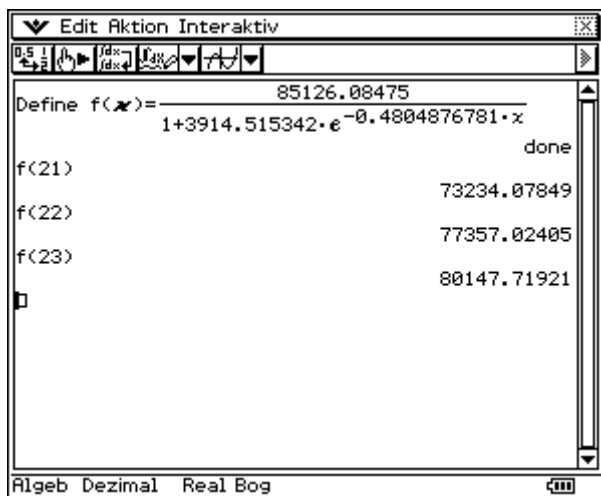 Edit Aktion Interaktiv
Define f(x)=85126.08475/1+3914.515342·e^-0.4804876781·x
done
f(21)
73234.07849
f(22)
77357.02405
f(23)
80147.71921
Algeb Dezimal Real Bog